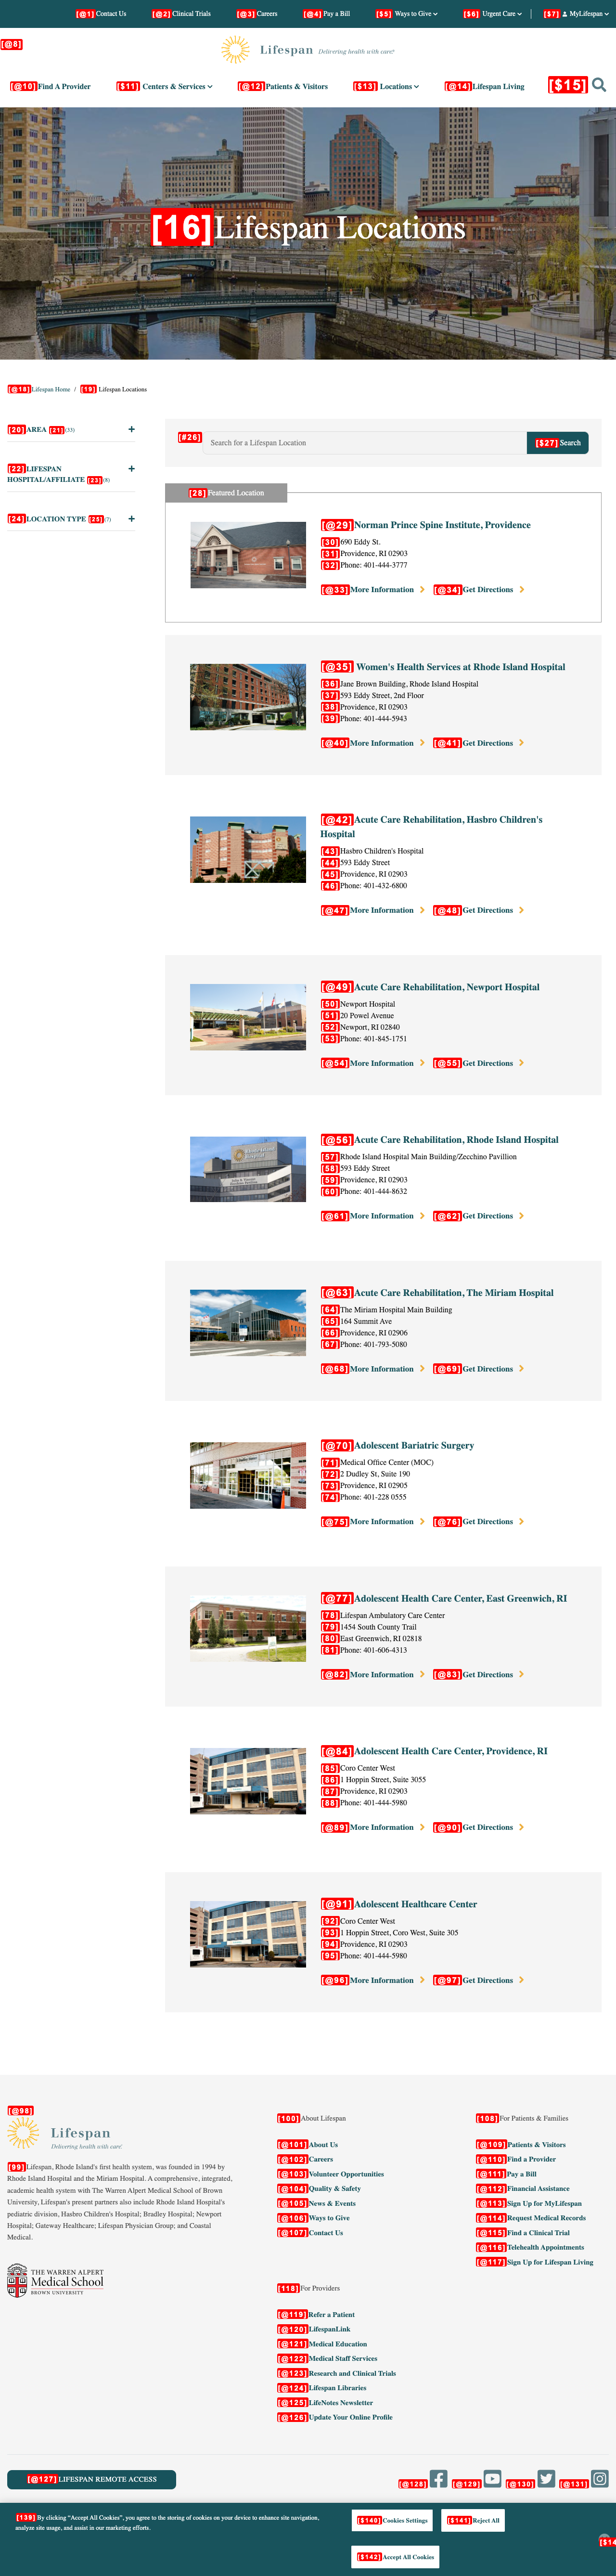 [@1] Contact Us [@2] Clinical Trials [@3] Careers [@4] Pay a Bill [$5] Ways to Give [$6] Urgent Care [$7] MyLifespan
[@8]
Lifespan Delivering health with care.®
[@10]Find A Provider [$11] Centers & Services [@12]Patients & Visitors [$13] Locations [@14]Lifespan Living [$15]
[16]Lifespan Locations
[@18]Lifespan Home / [19] Lifespan Locations
[20]AREA [21](33)
[22]LIFESPAN
HOSPITAL/AFFILIATE [23](8)
[24]LOCATION TYPE [25](7)
[#26] Search for a Lifespan Location [$27] Search
[28]Featured Location
[@29]Norman Prince Spine Institute, Providence
[30]690 Eddy St.
[31]Providence, RI 02903
[32]Phone: 401-444-3777
[@33]More Information [@34]Get Directions
[@35] Women's Health Services at Rhode Island Hospital
[36]Jane Brown Building, Rhode Island Hospital
[37]593 Eddy Street, 2nd Floor
[38]Providence, RI 02903
[39]Phone: 401-444-5943
[@40]More Information [@41]Get Directions
[@42]Acute Care Rehabilitation, Hasbro Children's
Hospital
[43]Hasbro Children's Hospital
[44]593 Eddy Street
[45]Providence, RI 02903
[46]Phone: 401-432-6800
[@47]More Information [@48]Get Directions
[@49]Acute Care Rehabilitation, Newport Hospital
[50]Newport Hospital
[51]20 Powel Avenue
[52]Newport, RI 02840
[53]Phone: 401-845-1751
[@54]More Information [@55]Get Directions
[@56]Acute Care Rehabilitation, Rhode Island Hospital
[57]Rhode Island Hospital Main Building/Zecchino Pavillion
[58]593 Eddy Street
[59]Providence, RI 02903
[60]Phone: 401-444-8632
[@61]More Information [@62]Get Directions
[@63]Acute Care Rehabilitation, The Miriam Hospital
[64]The Miriam Hospital Main Building
[65]164 Summit Ave
[66]Providence, RI 02906
[67]Phone: 401-793-5080
[@68]More Information [@69]Get Directions
[@70]Adolescent Bariatric Surgery
[71]Medical Office Center (MOC)
[72]2 Dudley St, Suite 190
[73]Providence, RI 02905
[74]Phone: 401-228 0555
[@75]More Information [@76]Get Directions
[@77]Adolescent Health Care Center, East Greenwich, RI
[78]Lifespan Ambulatory Care Center
[79]1454 South County Trail
[80]East Greenwich, RI 02818
[81]Phone: 401-606-4313
[@82]More Information [@83]Get Directions
[@84]Adolescent Health Care Center, Providence, RI
[85]Coro Center West
[86]1 Hoppin Street, Suite 3055
[87]Providence, RI 02903
[88]Phone: 401-444-5980
[@89]More Information [@90]Get Directions
[@91]Adolescent Healthcare Center
[92]Coro Center West
[93]1 Hoppin Street, Coro West, Suite 305
[94]Providence, RI 02903
[95]Phone: 401-444-5980
[@96]More Information [@97]Get Directions
[@98]
Lifespan
Delivering health with care.®
[99]Lifespan, Rhode Island's first health system, was founded in 1994 by
Rhode Island Hospital and the Miriam Hospital. A comprehensive, integrated,
academic health system with The Warren Alpert Medical School of Brown
University, Lifespan's present partners also include Rhode Island Hospital's
pediatric division, Hasbro Children's Hospital; Bradley Hospital; Newport
Hospital; Gateway Healthcare; Lifespan Physician Group; and Coastal
Medical.
THE WARREN ALPERT
Medical School
BROWN UNIVERSITY
[100]About Lifespan
[@101]About Us
[@102]Careers
[@103]Volunteer Opportunities
[@104]Quality & Safety
[@105]News & Events
[@106]Ways to Give
[@107]Contact Us
[108]For Patients & Families
[@109]Patients & Visitors
[@110]Find a Provider
[@111]Pay a Bill
[@112]Financial Assistance
[@113]Sign Up for MyLifespan
[@114]Request Medical Records
[@115]Find a Clinical Trial
[@116]Telehealth Appointments
[@117]Sign Up for Lifespan Living
[118]For Providers
[@119]Refer a Patient
[@120]LifespanLink
[@121]Medical Education
[@122]Medical Staff Services
[@123]Research and Clinical Trials
[@124]Lifespan Libraries
[@125]LifeNotes Newsletter
[@126]Update Your Online Profile
[@127] LIFESPAN REMOTE ACCESS
[@128] [@129] [@130] [@131]
[139]By clicking “Accept All Cookies”, you agree to the storing of cookies on your device to enhance site navigation,
analyze site usage, and assist in our marketing efforts.
[$140]Cookies Settings [$141]Reject All
[$142]Accept All Cookies